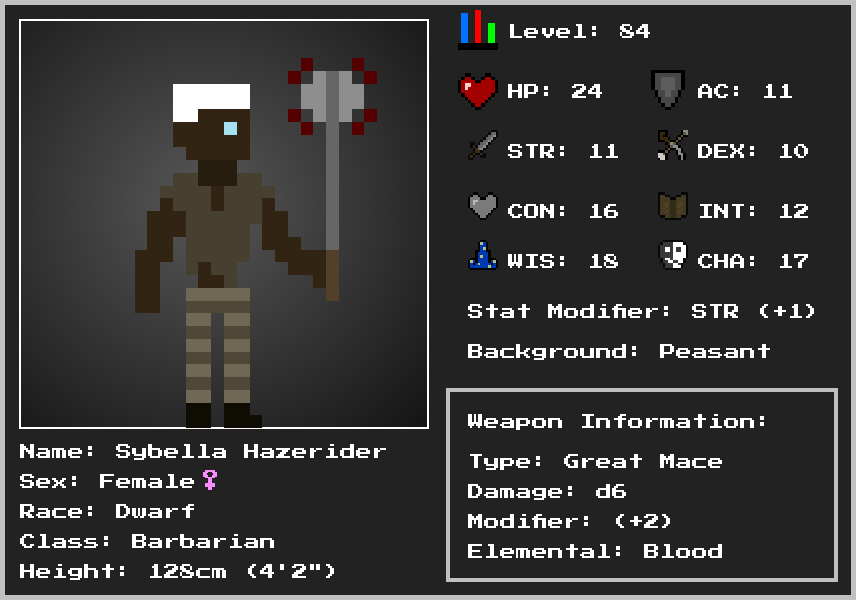 Level: 84
HP: 24
AC: 11
STR: 11
DEX: 10
CON: 16
INT: 12
WIS: 18
CHA: 17
Stat Modifier: STR (+1)
Background: Peasant
Weapon Information:
Type: Great Mace
Damage: d6
Modifier: (+2)
Elemental: Blood
Name: Sybella Hazerider
Sex: Female♀
Race: Dwarf
Class: Barbarian
Height: 128cm (4'2")